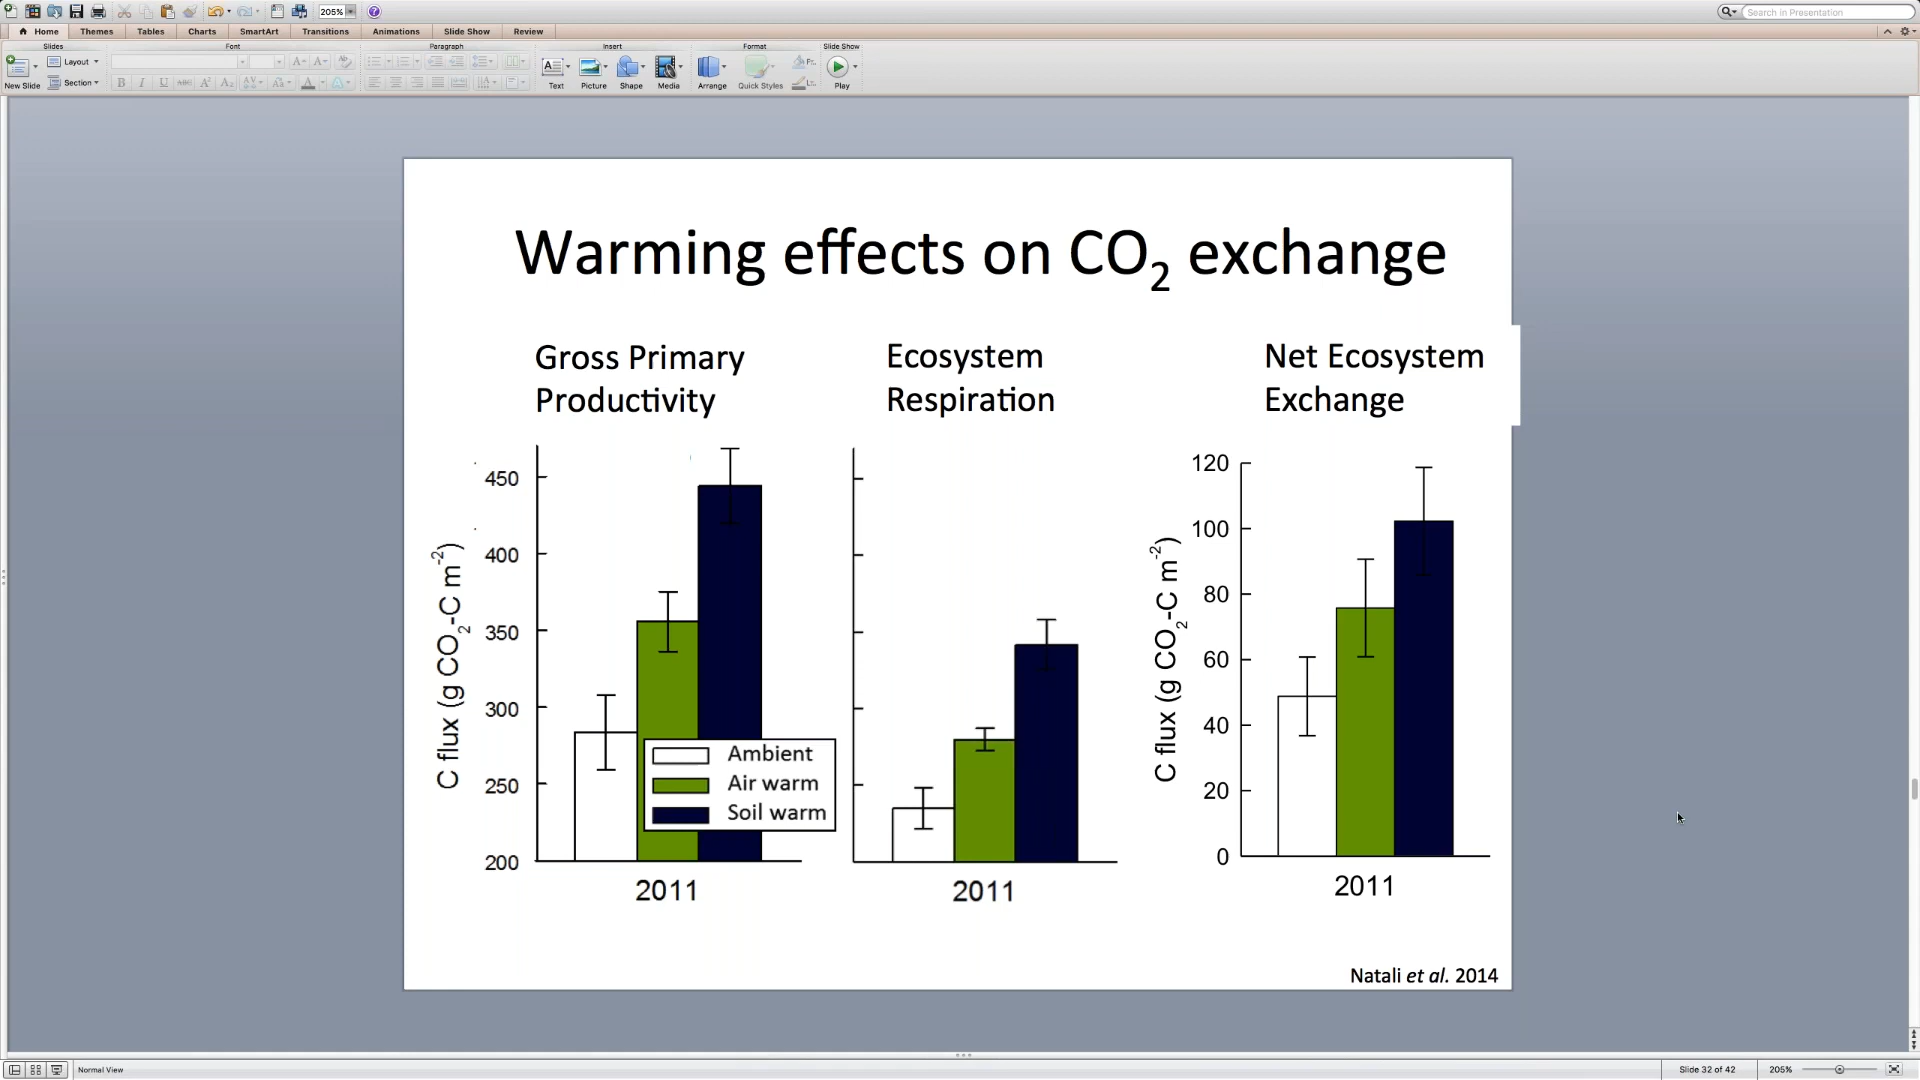 205%
Search in Presentation
Home
Themes
Tables
Charts
SmartArt
Transitions
Animations
Slide Show
Review
Slides
Font
Paragraph
Insert
Format
Slide Show
Layout
New Slide
Section
Text
Picture
Shape
Media
Arrange
Quick Styles
Play
Warming effects on CO₂ exchange
Gross Primary
Productivity
Ecosystem
Respiration
Net Ecosystem
Exchange
C flux (g CO₂-C m⁻²)
450
400
350
300
250
200
Ambient
Air warm
Soil warm
2011
2011
C flux (g CO₂-C m⁻²)
120
100
80
60
40
20
0
2011
Natali et al. 2014
Normal View
Slide 32 of 42
205%